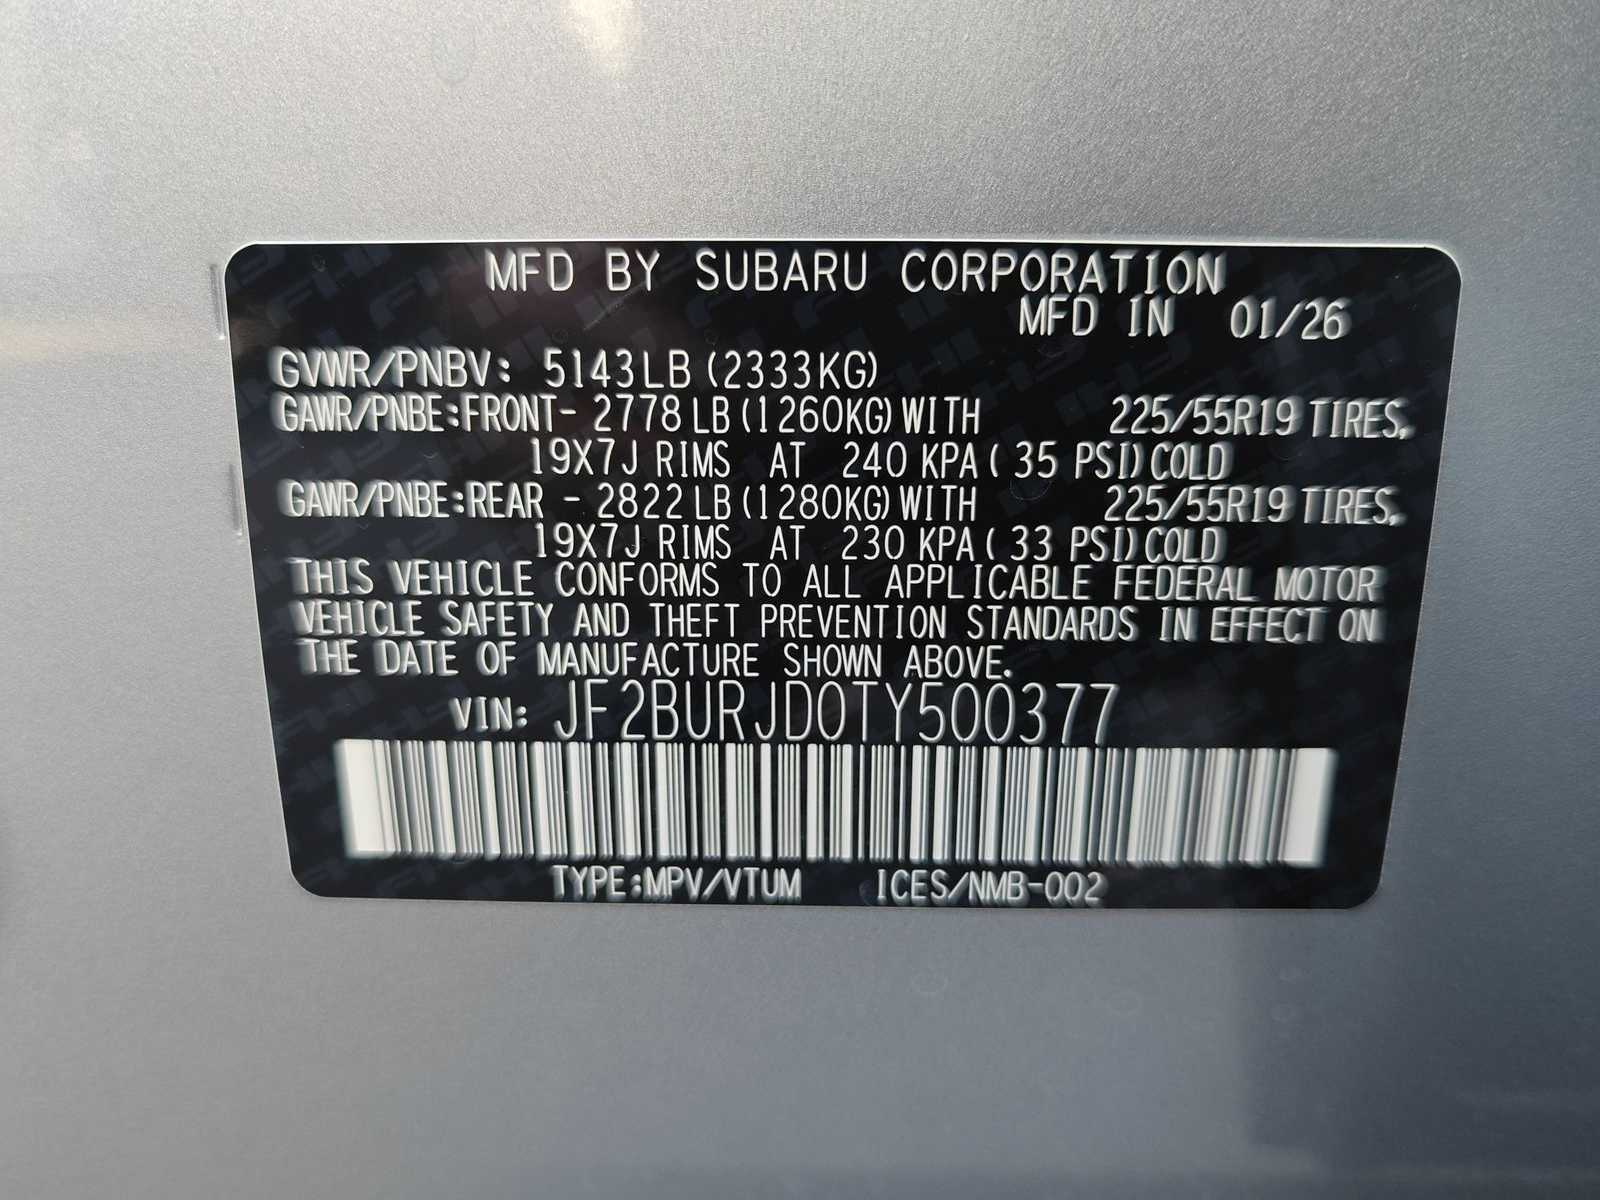 MFD BY SUBARU CORPORATION
MFD IN 01/26
GVWR/PNBV: 5143LB (2333KG)
GAWR/PNBE:FRONT- 2778 LB (1260KG) WITH 225/55R19 TIRES,
19X7J RIMS AT 240 KPA ( 35 PSI) COLD
GAWR/PNBE:REAR - 2822 LB (1280KG) WITH 225/55R19 TIRES,
19X7J RIMS AT 230 KPA ( 33 PSI) COLD
THIS VEHICLE CONFORMS TO ALL APPLICABLE FEDERAL MOTOR
VEHICLE SAFETY AND THEFT PREVENTION STANDARDS IN EFFECT ON
THE DATE OF MANUFACTURE SHOWN ABOVE.
VIN: JF2BURJD0TY500377
TYPE:MPV/VTUM ICES/NMB-002